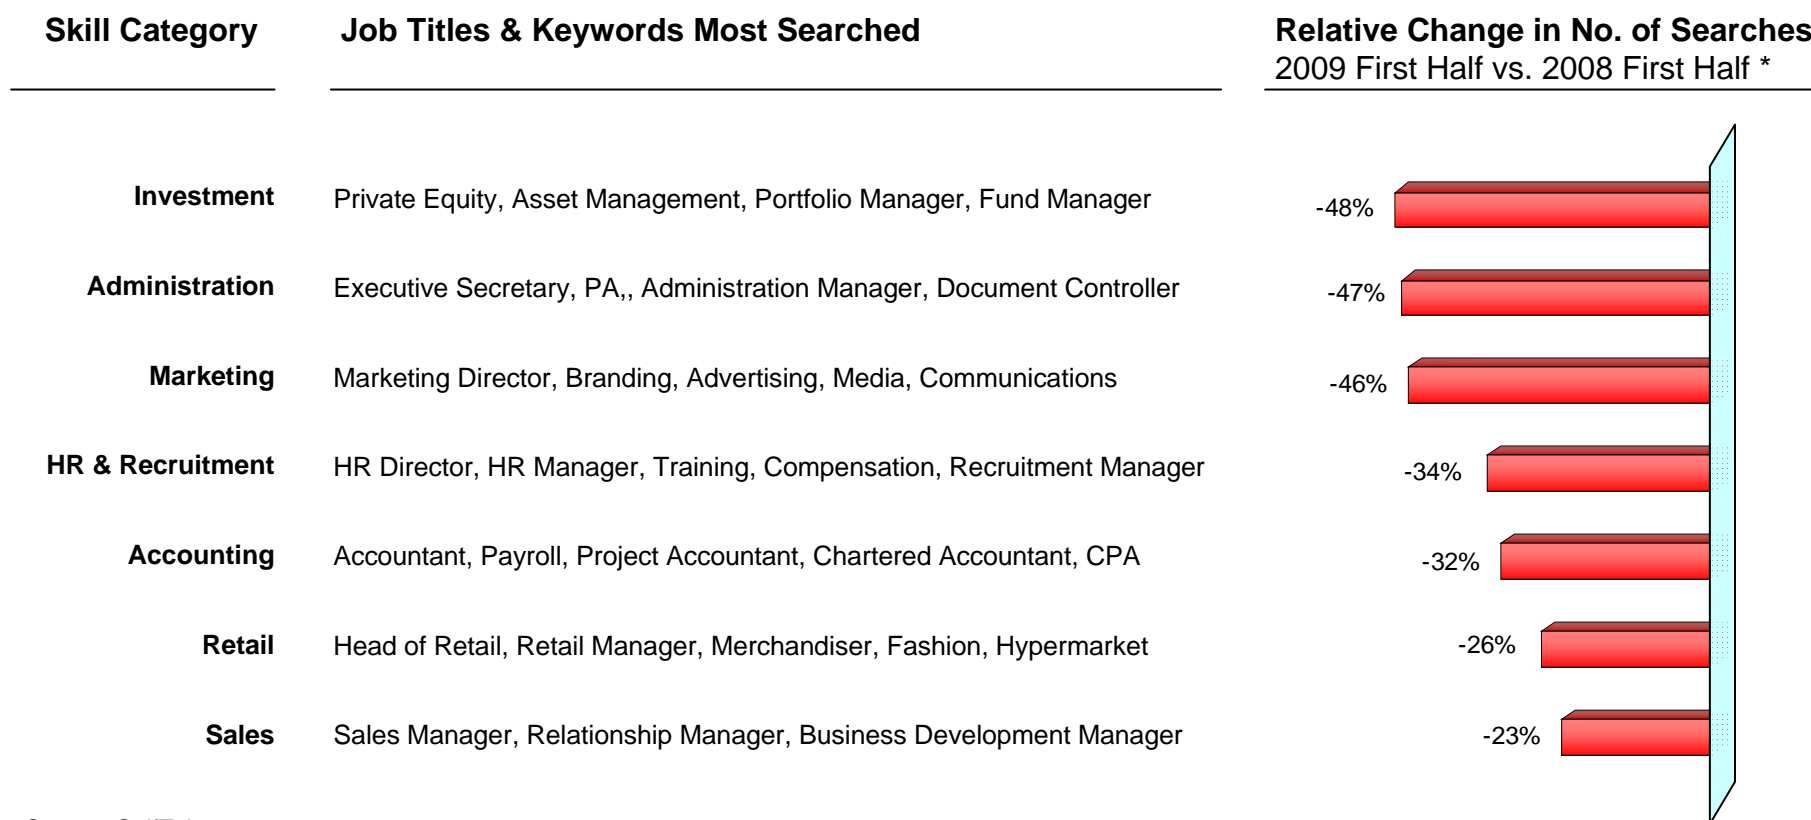 Skill Category Job Titles & Keywords Most Searched Relative Change in No. of Searches
2009 First Half vs. 2008 First Half *
Investment Private Equity, Asset Management, Portfolio Manager, Fund Manager -48%
Administration Executive Secretary, PA,, Administration Manager, Document Controller -47%
Marketing Marketing Director, Branding, Advertising, Media, Communications -46%
HR & Recruitment HR Director, HR Manager, Training, Compensation, Recruitment Manager -34%
Accounting Accountant, Payroll, Project Accountant, Chartered Accountant, CPA -32%
Retail Head of Retail, Retail Manager, Merchandiser, Fashion, Hypermarket -26%
Sales Sales Manager, Relationship Manager, Business Development Manager -23%